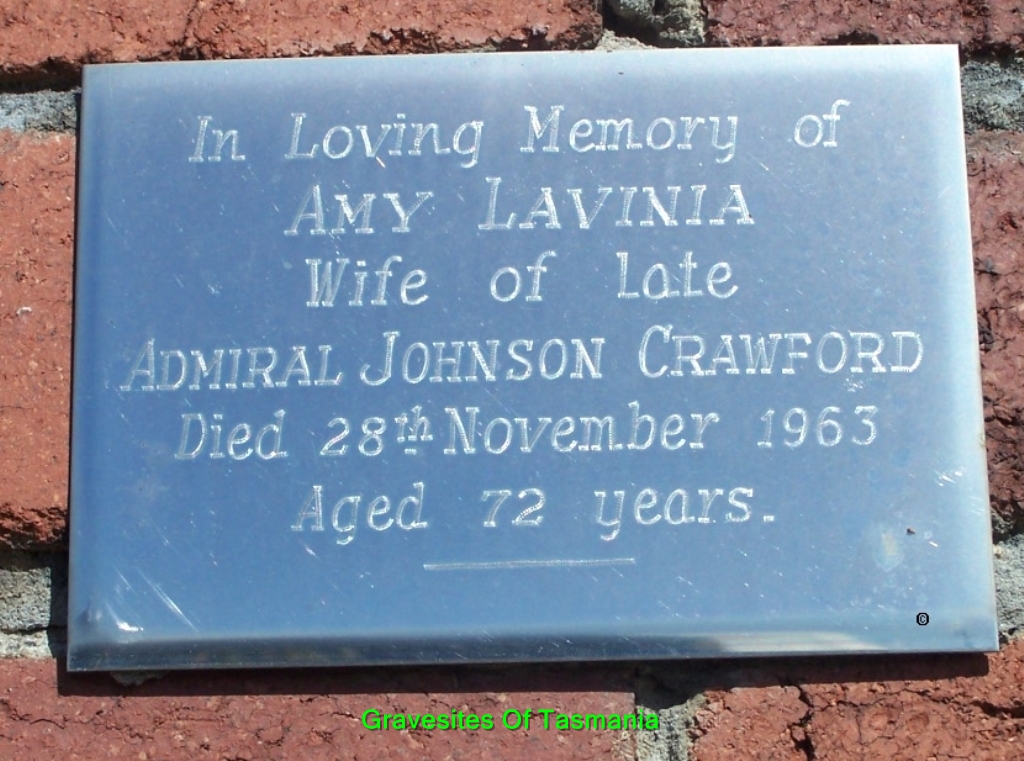 In Loving Memory of
AMY LAVINIA
Wife of Late
ADMIRAL JOHNSON CRAWFORD
Died 28th November 1963
Aged 72 years.
©
Gravesites Of Tasmania